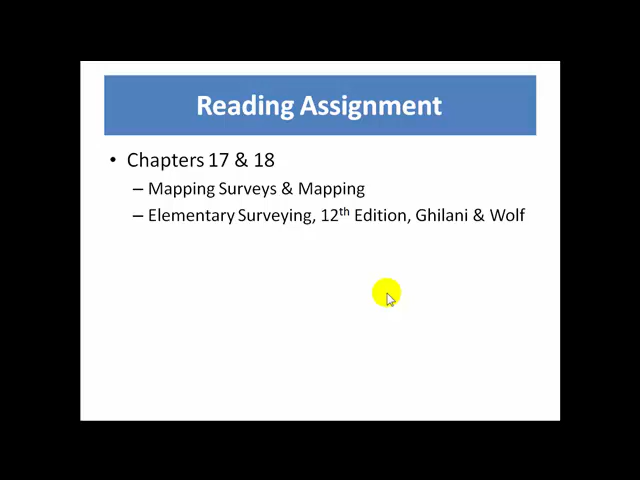 Reading Assignment
• Chapters 17 & 18
– Mapping Surveys & Mapping
– Elementary Surveying, 12th Edition, Ghilani & Wolf